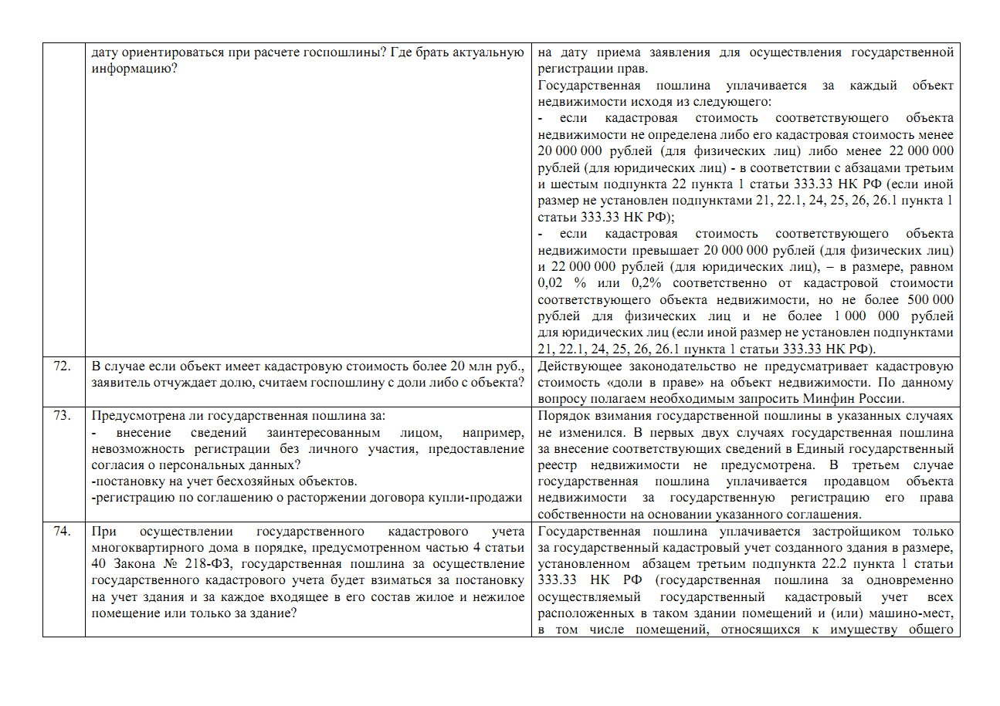 дату ориентироваться при расчете госпошлины? Где брать актуальную
информацию?
на дату приема заявления для осуществления государственной
регистрации прав.
Государственная пошлина уплачивается за каждый объект
недвижимости исходя из следующего:
- если кадастровая стоимость соответствующего объекта
недвижимости не определена либо его кадастровая стоимость менее
20 000 000 рублей (для физических лиц) либо менее 22 000 000
рублей (для юридических лиц) - в соответствии с абзацами третьим
и шестым подпункта 22 пункта 1 статьи 333.33 НК РФ (если иной
размер не установлен подпунктами 21, 22.1, 24, 25, 26, 26.1 пункта 1
статьи 333.33 НК РФ);
- если кадастровая стоимость соответствующего объекта
недвижимости превышает 20 000 000 рублей (для физических лиц)
и 22 000 000 рублей (для юридических лиц), – в размере, равном
0,02 % или 0,2% соответственно от кадастровой стоимости
соответствующего объекта недвижимости, но не более 500 000
рублей для физических лиц и не более 1 000 000 рублей
для юридических лиц (если иной размер не установлен подпунктами
21, 22.1, 24, 25, 26, 26.1 пункта 1 статьи 333.33 НК РФ).
72.
В случае если объект имеет кадастровую стоимость более 20 млн руб.,
заявитель отчуждает долю, считаем госпошлину с доли либо с объекта?
Действующее законодательство не предусматривает кадастровую
стоимость «доли в праве» на объект недвижимости. По данному
вопросу полагаем необходимым запросить Минфин России.
73.
Предусмотрена ли государственная пошлина за:
- внесение сведений заинтересованным лицом, например,
невозможность регистрации без личного участия, предоставление
согласия о персональных данных?
-постановку на учет бесхозяйных объектов.
-регистрацию по соглашению о расторжении договора купли-продажи
Порядок взимания государственной пошлины в указанных случаях
не изменился. В первых двух случаях государственная пошлина
за внесение соответствующих сведений в Единый государственный
реестр недвижимости не предусмотрена. В третьем случае
государственная пошлина уплачивается продавцом объекта
недвижимости за государственную регистрацию его права
собственности на основании указанного соглашения.
74.
При осуществлении государственного кадастрового учета
многоквартирного дома в порядке, предусмотренном частью 4 статьи
40 Закона № 218-ФЗ, государственная пошлина за осуществление
государственного кадастрового учета будет взиматься за постановку
на учет здания и за каждое входящее в его состав жилое и нежилое
помещение или только за здание?
Государственная пошлина уплачивается застройщиком только
за государственный кадастровый учет созданного здания в размере,
установленном абзацем третьим подпункта 22.2 пункта 1 статьи
333.33 НК РФ (государственная пошлина за одновременно
осуществляемый государственный кадастровый учет всех
расположенных в таком здании помещений и (или) машино-мест,
в том числе помещений, относящихся к имуществу общего